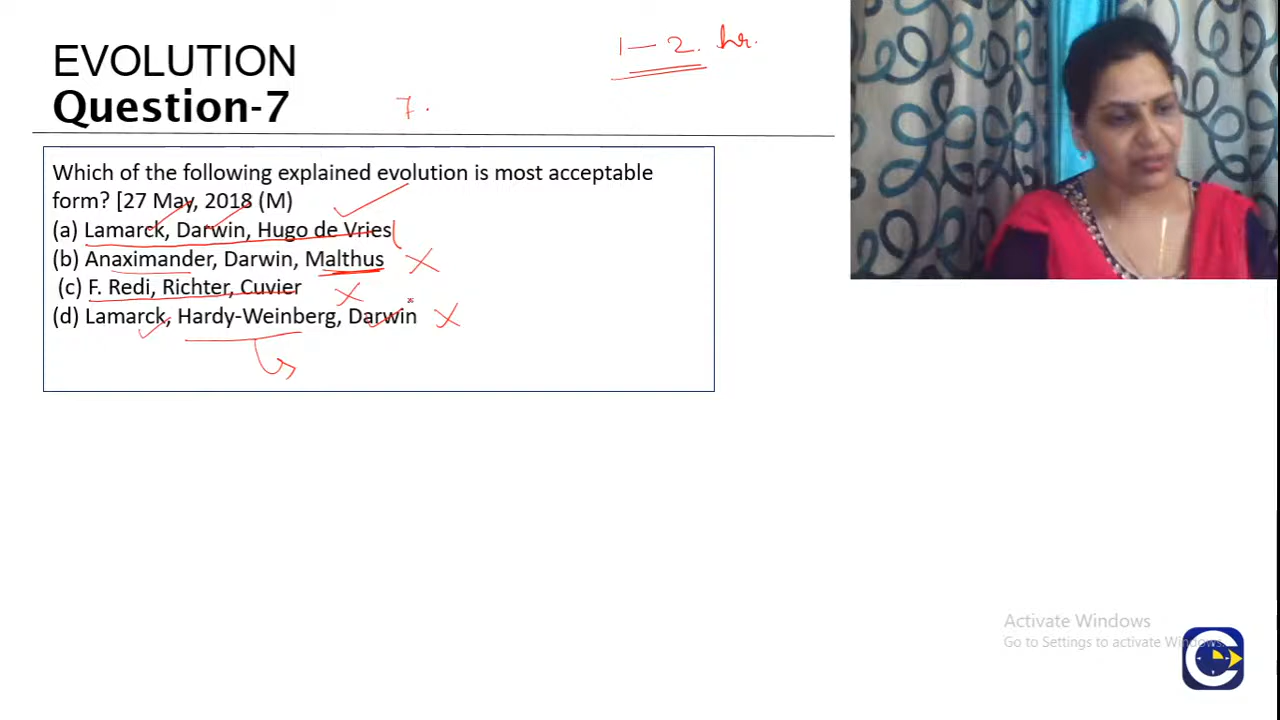 EVOLUTION
1 — 2. hr.
Question-7
7.
Which of the following explained evolution is most acceptable
form? [27 May, 2018 (M)
(a) Lamarck, Darwin, Hugo de Vries
(b) Anaximander, Darwin, Malthus
(c) F. Redi, Richter, Cuvier
(d) Lamarck, Hardy-Weinberg, Darwin
Activate Windows
Go to Settings to activate Windows.